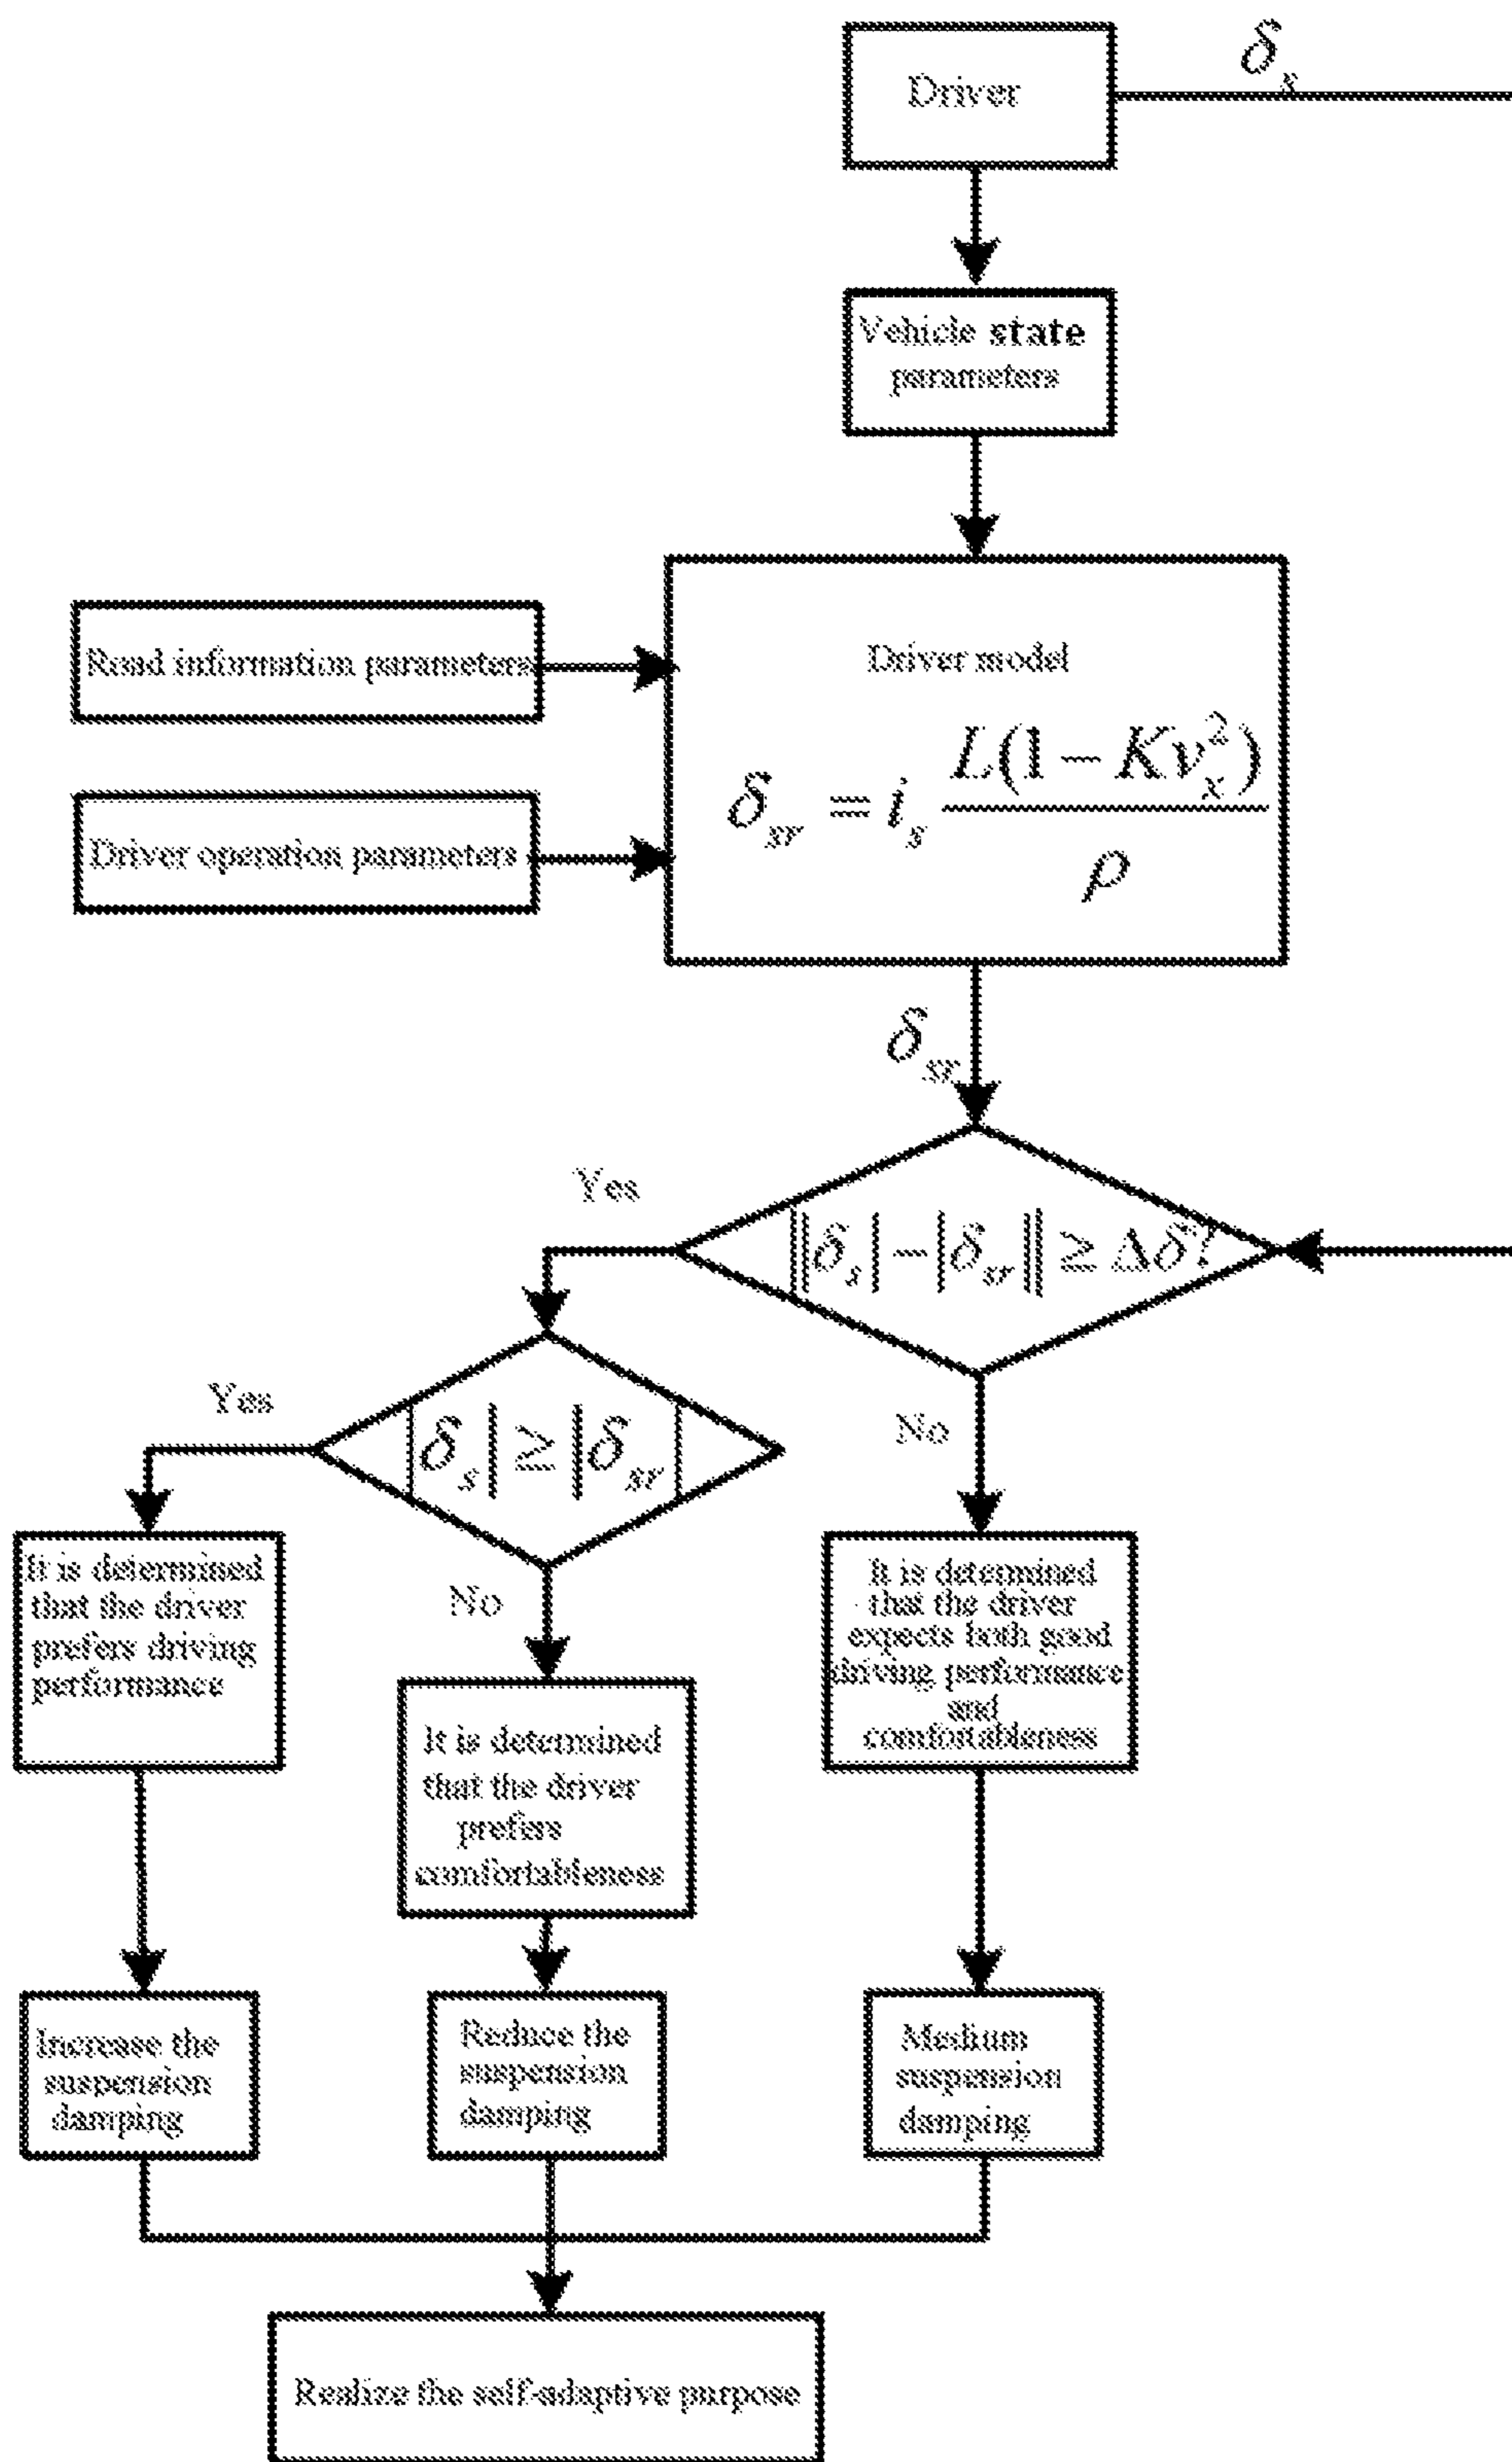 Driver
δs
Vehicle state
parameters
Road information parameters
Driver model
δsr = is L(1 − Kvx²) / ρ
Driver operation parameters
δsr
Yes
||δs| − |δsr|| ≥ Δδ?
Yes
|δs| ≥ |δsr|
No
It is determined
that the driver
prefers driving
performance
No
It is determined
that the driver
prefers
comfortableness
It is determined
that the driver
expects both good
driving performance
and
comfortableness
Increase the
suspension
damping
Reduce the
suspension
damping
Medium
suspension
damping
Realize the self-adaptive purpose